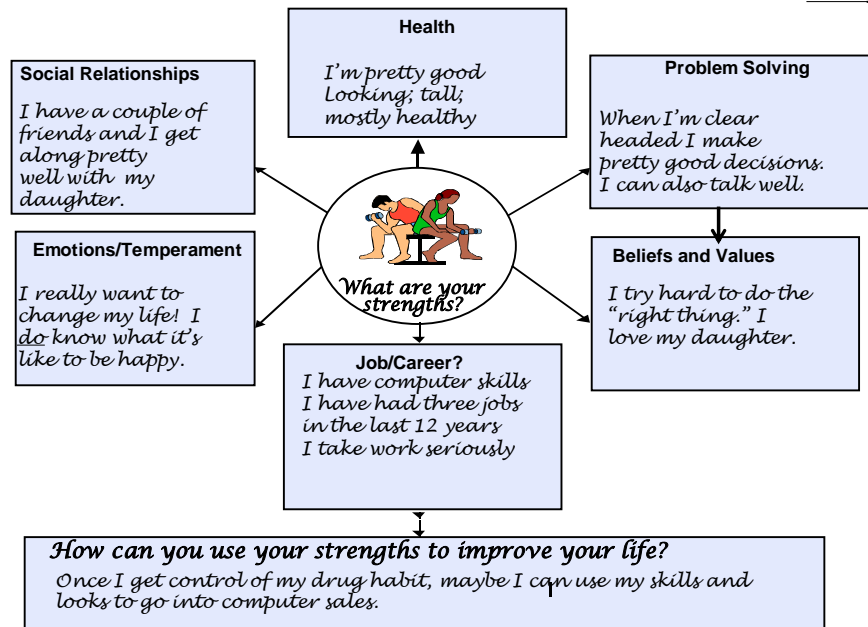 Health
I'm pretty good
Looking; tall;
mostly healthy
Social Relationships
I have a couple of
friends and I get
along pretty
well with my
daughter.
Problem Solving
When I'm clear
headed I make
pretty good decisions.
I can also talk well.
Emotions/Temperament
I really want to
change my life! I
do know what it's
like to be happy.
What are your
strengths?
Beliefs and Values
I try hard to do the
“right thing.” I
love my daughter.
Job/Career?
I have computer skills
I have had three jobs
in the last 12 years
I take work seriously
How can you use your strengths to improve your life?
Once I get control of my drug habit, maybe I can use my skills and
looks to go into computer sales.